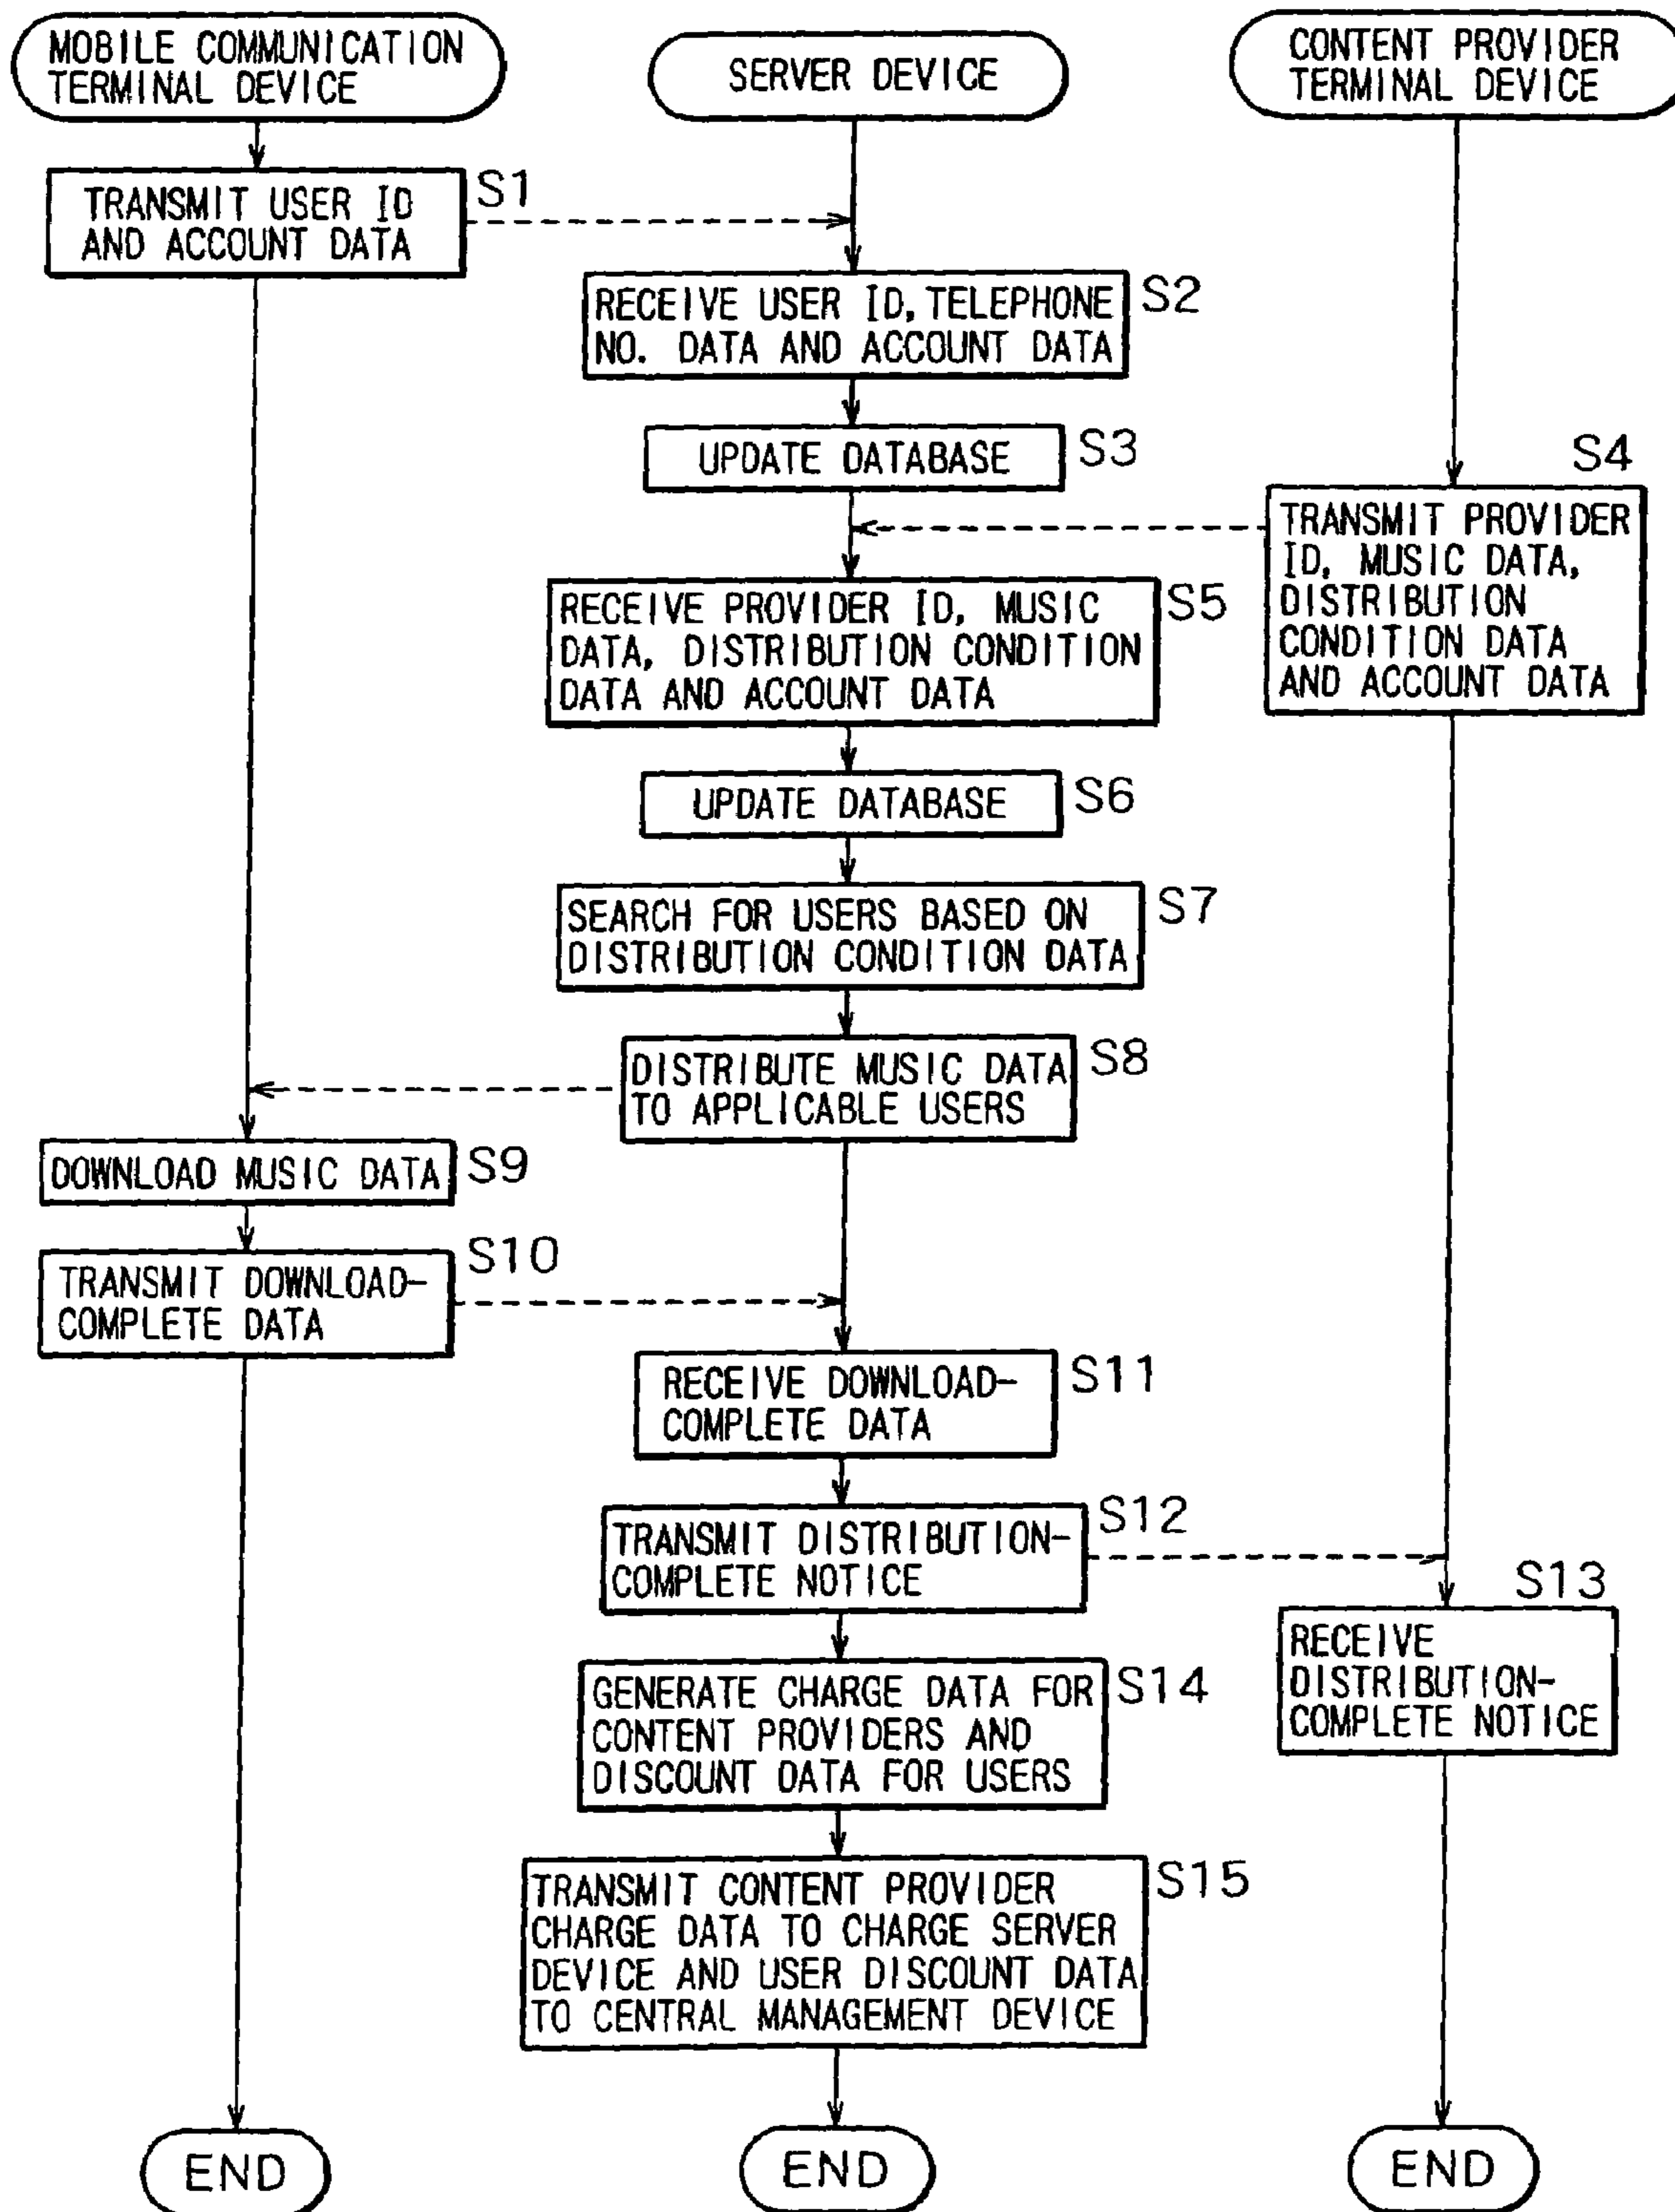 MOBILE COMMUNICATION
TERMINAL DEVICE
SERVER DEVICE
CONTENT PROVIDER
TERMINAL DEVICE
TRANSMIT USER ID
AND ACCOUNT DATA
S1
RECEIVE USER ID, TELEPHONE
NO. DATA AND ACCOUNT DATA
S2
UPDATE DATABASE
S3
S4
TRANSMIT PROVIDER
ID, MUSIC DATA,
DISTRIBUTION
CONDITION DATA
AND ACCOUNT DATA
RECEIVE PROVIDER ID, MUSIC
DATA, DISTRIBUTION CONDITION
DATA AND ACCOUNT DATA
S5
UPDATE DATABASE
S6
SEARCH FOR USERS BASED ON
DISTRIBUTION CONDITION DATA
S7
DISTRIBUTE MUSIC DATA
TO APPLICABLE USERS
S8
DOWNLOAD MUSIC DATA
S9
TRANSMIT DOWNLOAD-
COMPLETE DATA
S10
RECEIVE DOWNLOAD-
COMPLETE DATA
S11
TRANSMIT DISTRIBUTION-
COMPLETE NOTICE
S12
S13
RECEIVE
DISTRIBUTION-
COMPLETE NOTICE
GENERATE CHARGE DATA FOR
CONTENT PROVIDERS AND
DISCOUNT DATA FOR USERS
S14
TRANSMIT CONTENT PROVIDER
CHARGE DATA TO CHARGE SERVER
DEVICE AND USER DISCOUNT DATA
TO CENTRAL MANAGEMENT DEVICE
S15
END
END
END